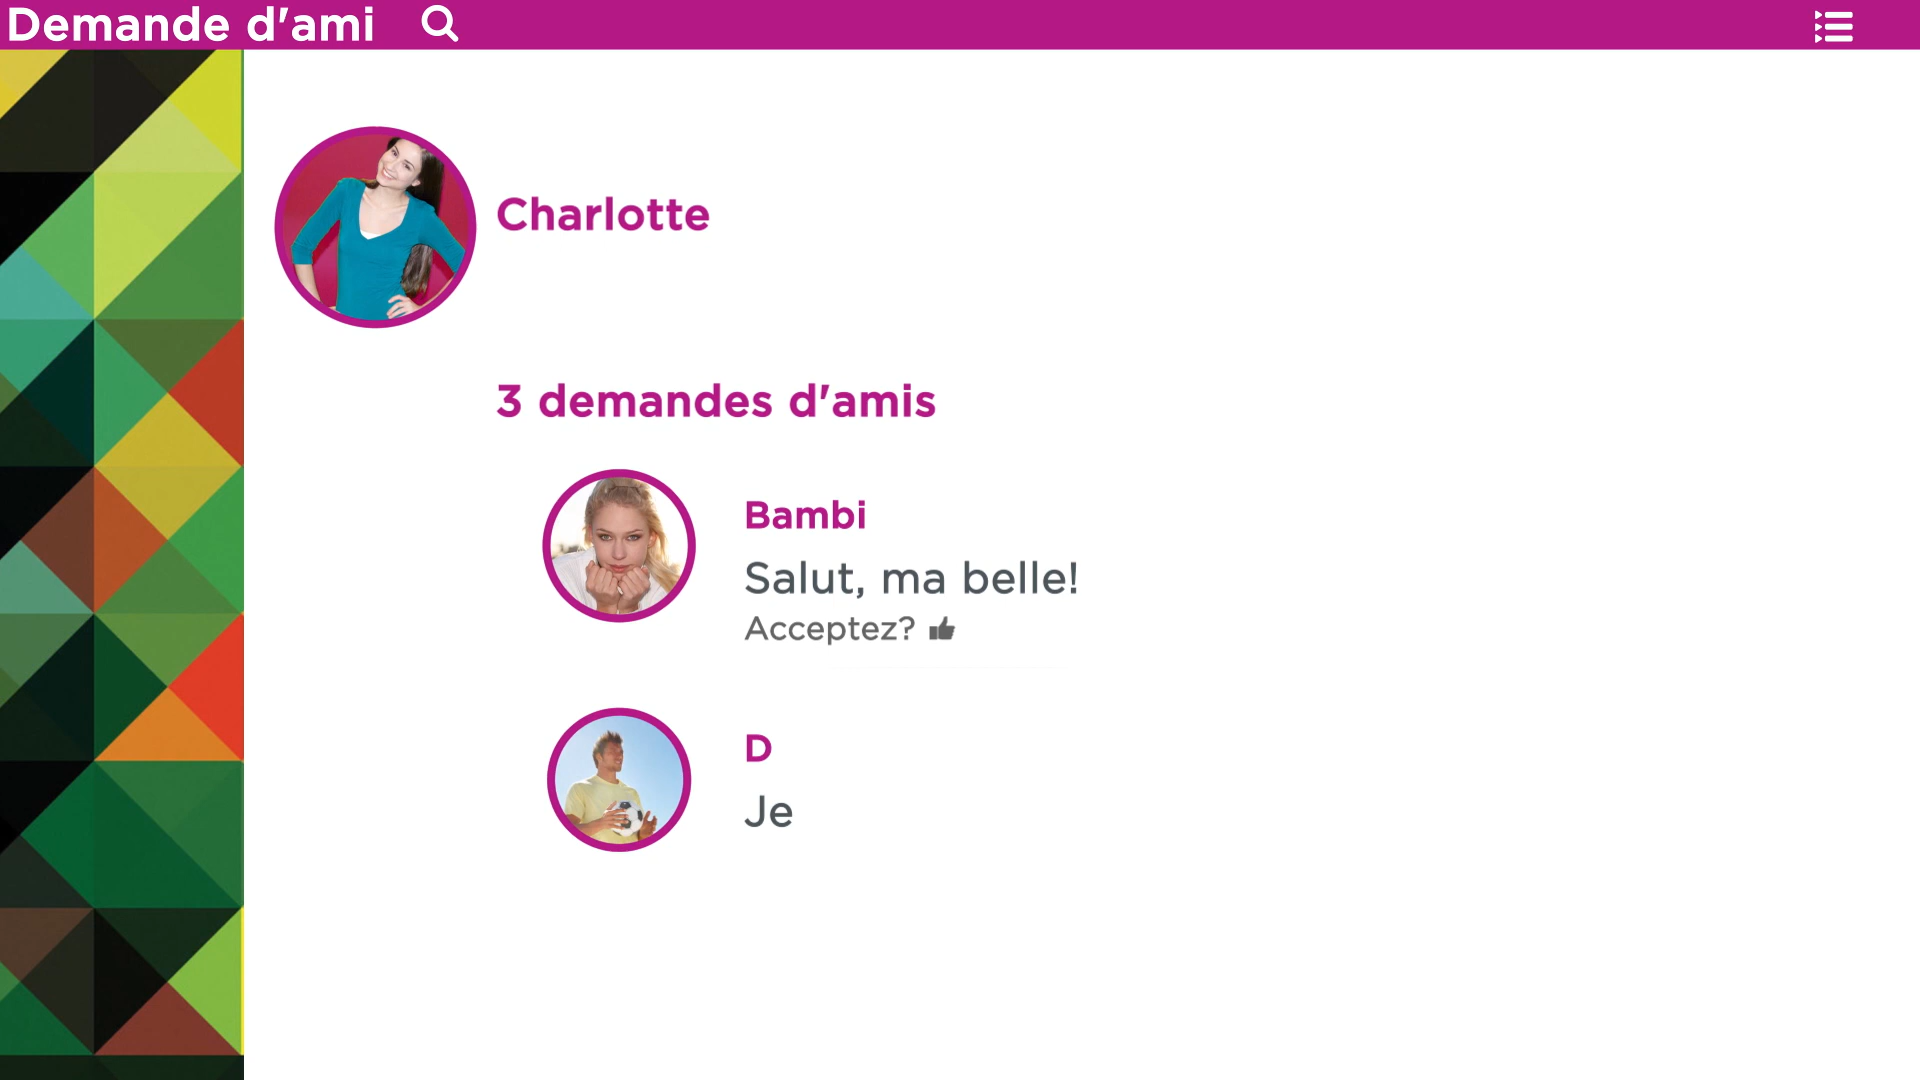 Demande d'ami
Charlotte
3 demandes d'amis
Bambi
Salut, ma belle!
Acceptez?
D
Je